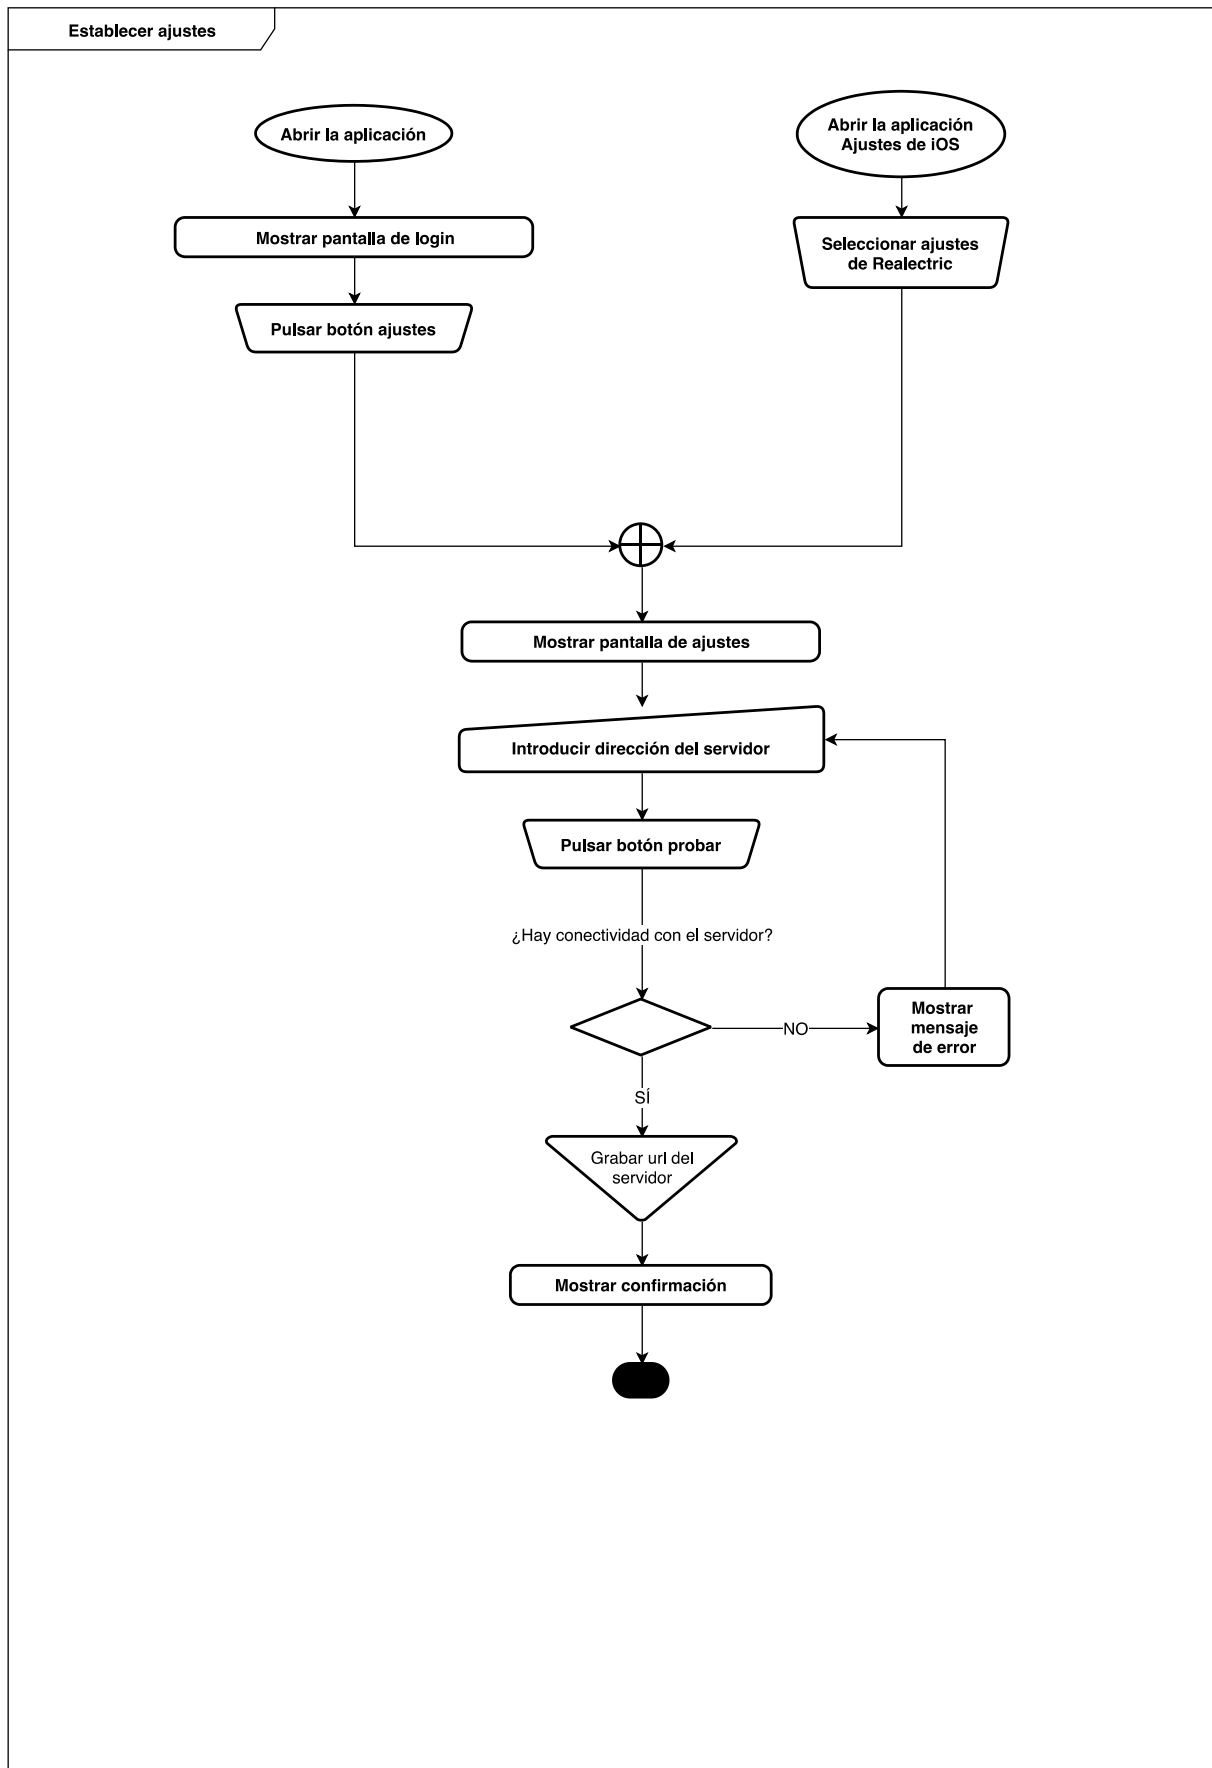 Establecer ajustes
Abrir la aplicación
Abrir la aplicación
Ajustes de iOS
Mostrar pantalla de login
Seleccionar ajustes
de Realectric
Pulsar botón ajustes
Mostrar pantalla de ajustes
Introducir dirección del servidor
Pulsar botón probar
¿Hay conectividad con el servidor?
NO
Mostrar
mensaje
de error
SÍ
Grabar url del
servidor
Mostrar confirmación